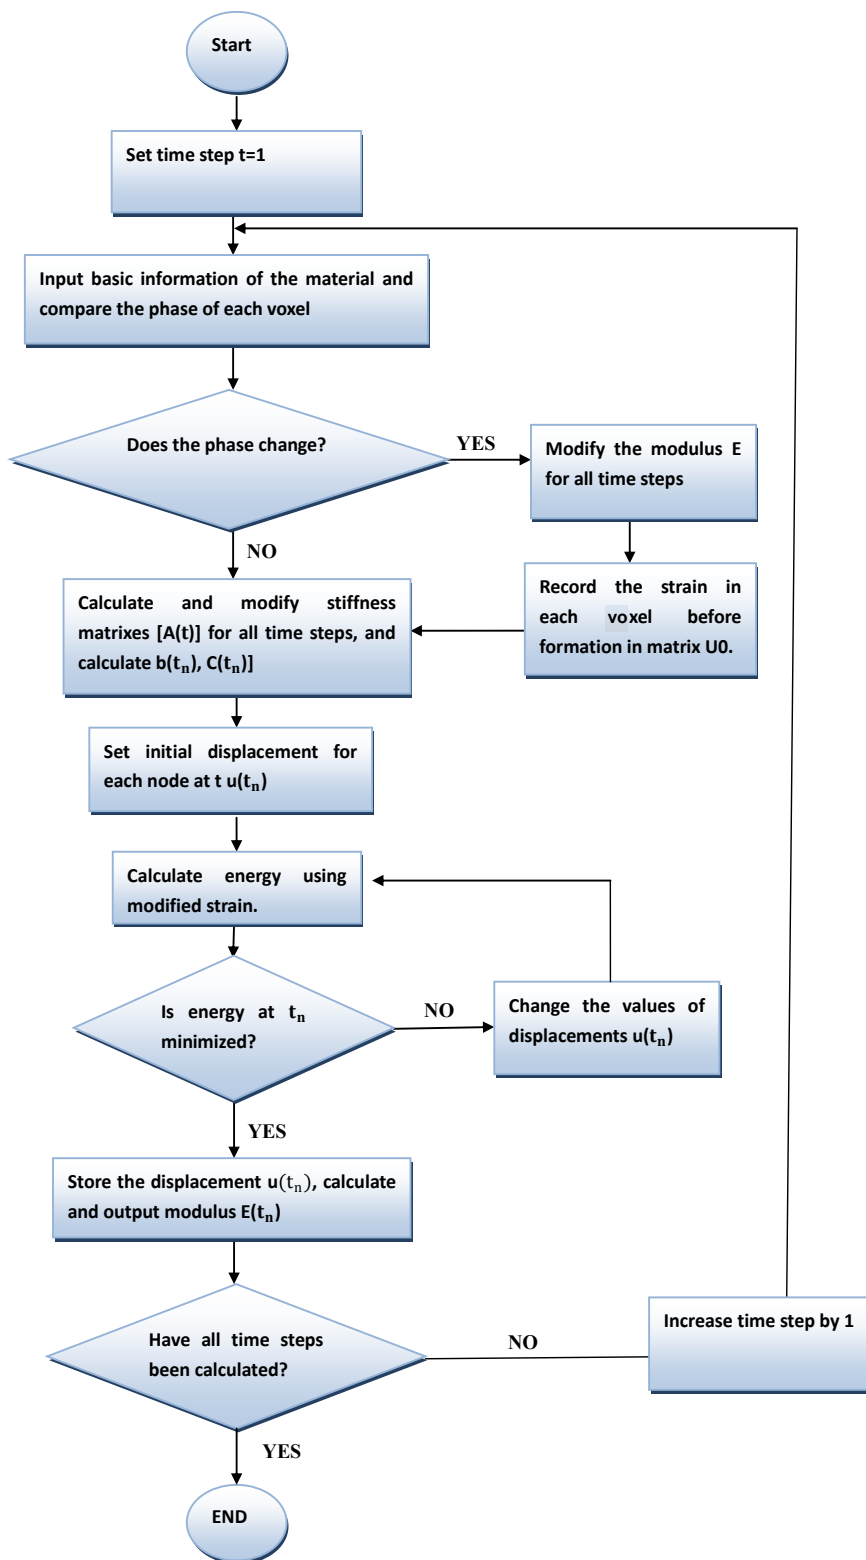 Start
Set time step t=1
Input basic information of the material and
compare the phase of each voxel
Does the phase change?
YES
Modify the modulus E
for all time steps
NO
Record the strain in
each voxel before
formation in matrix U0.
Calculate and modify stiffness
matrixes [A(t)] for all time steps, and
calculate b(tₙ), C(tₙ)]
Set initial displacement for
each node at t u(tₙ)
Calculate energy using
modified strain.
Is energy at tₙ
minimized?
NO
Change the values of
displacements u(tₙ)
YES
Store the displacement u(tₙ), calculate
and output modulus E(tₙ)
Have all time steps
been calculated?
NO
Increase time step by 1
YES
END